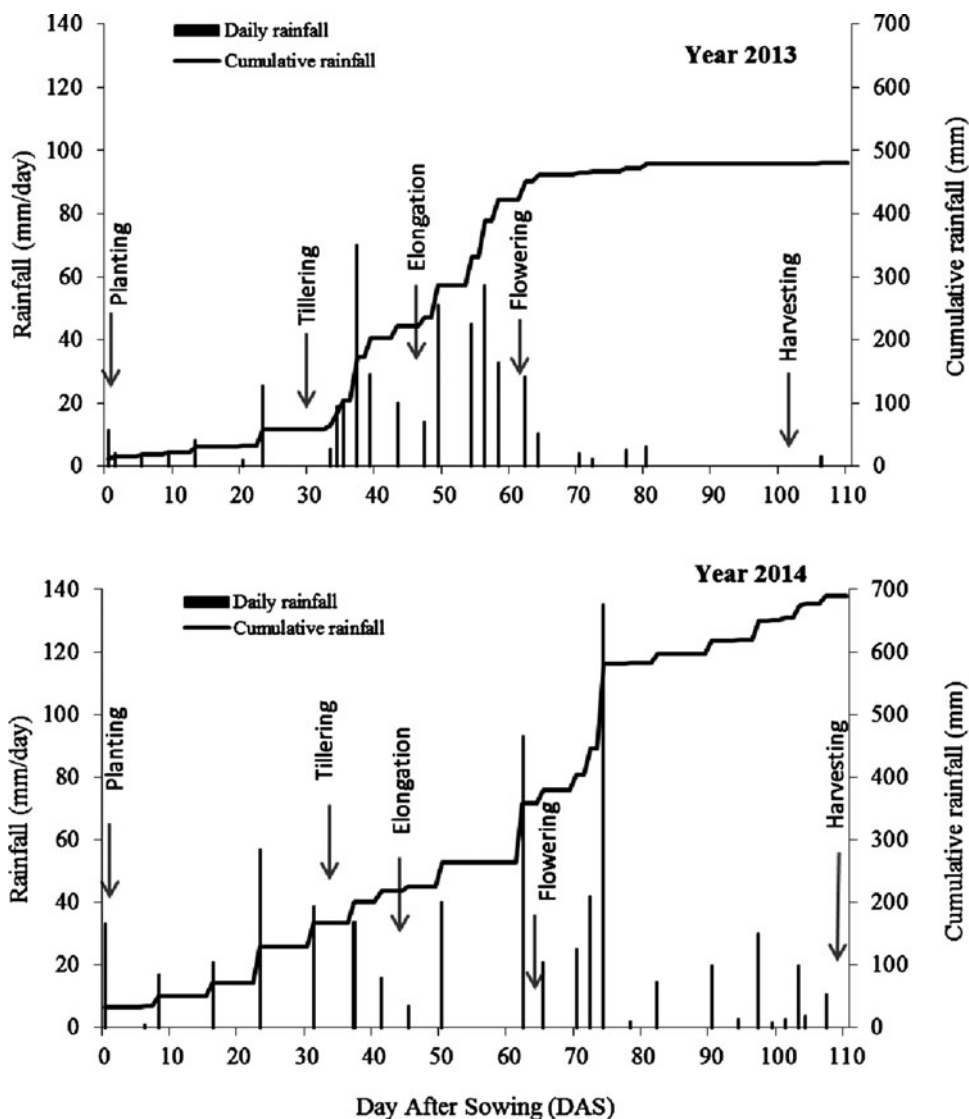 Year 2013
Daily rainfall
Cumulative rainfall
Rainfall (mm/day)
140
120
100
80
60
40
20
0
Planting
Tillering
Elongation
Flowering
Harvesting
700
600
500
400
300
200
100
0
Cumulative rainfall (mm)
0 10 20 30 40 50 60 70 80 90 100 110
Year 2014
Daily rainfall
Cumulative rainfall
Rainfall (mm/day)
140
120
100
80
60
40
20
0
Planting
Tillering
Elongation
Flowering
Harvesting
700
600
500
400
300
200
100
0
Cumulative rainfall (mm)
0 10 20 30 40 50 60 70 80 90 100 110
Day After Sowing (DAS)